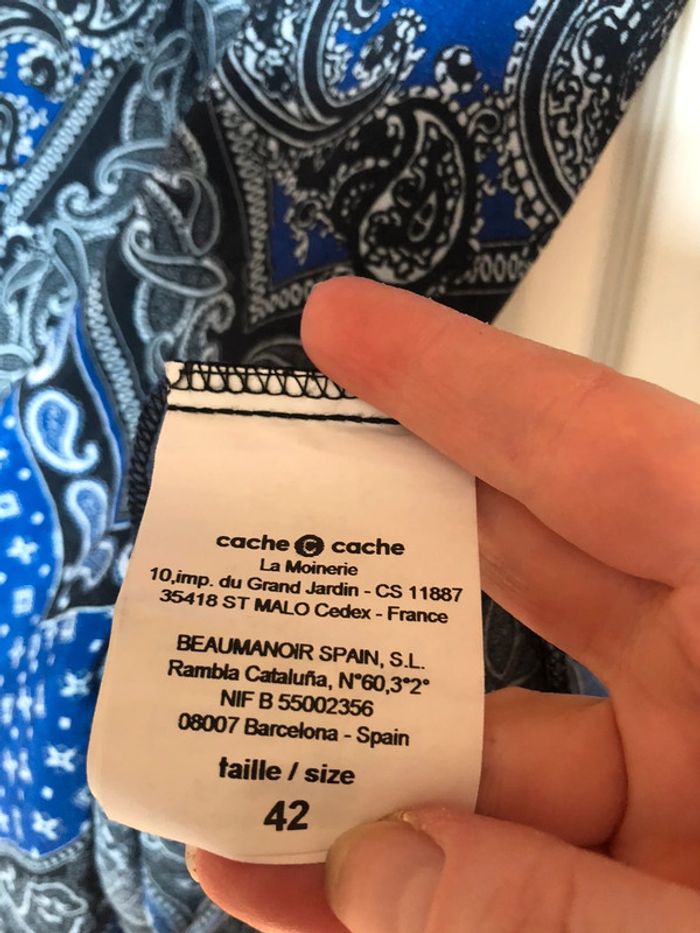 cache C cache
La Moinerie
10,imp. du Grand Jardin - CS 11887
35418 ST MALO Cedex - France
BEAUMANOIR SPAIN, S.L.
Rambla Cataluña, N°60,3°2°
NIF B 55002356
08007 Barcelona - Spain
taille / size
42